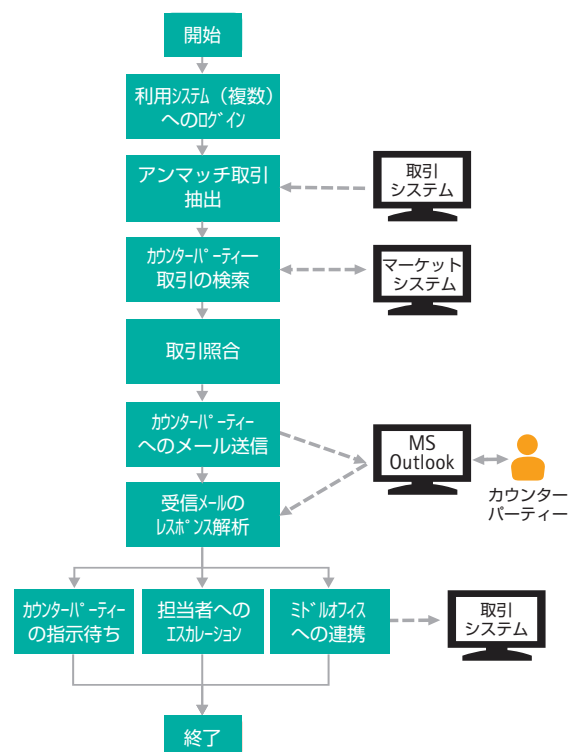 開始
利用ｼｽﾃﾑ（複数）
へのﾛｸﾞｲﾝ
アンマッチ取引
抽出
取引
システム
ｶｳﾝﾀｰﾊﾟｰﾃｨー
取引の検索
マーケット
システム
取引照合
ｶｳﾝﾀｰﾊﾟｰﾃｨー
へのメール送信
MS
Outlook
カウンター
パーティー
受信ﾒｰﾙの
ﾚｽﾎﾟﾝｽ解析
ｶｳﾝﾀｰﾊﾟｰﾃｨー
の指示待ち
担当者への
ｴｽｶﾚｰｼｮﾝ
ﾐﾄﾞﾙｵﾌｨｽ
への連携
取引
システム
終了